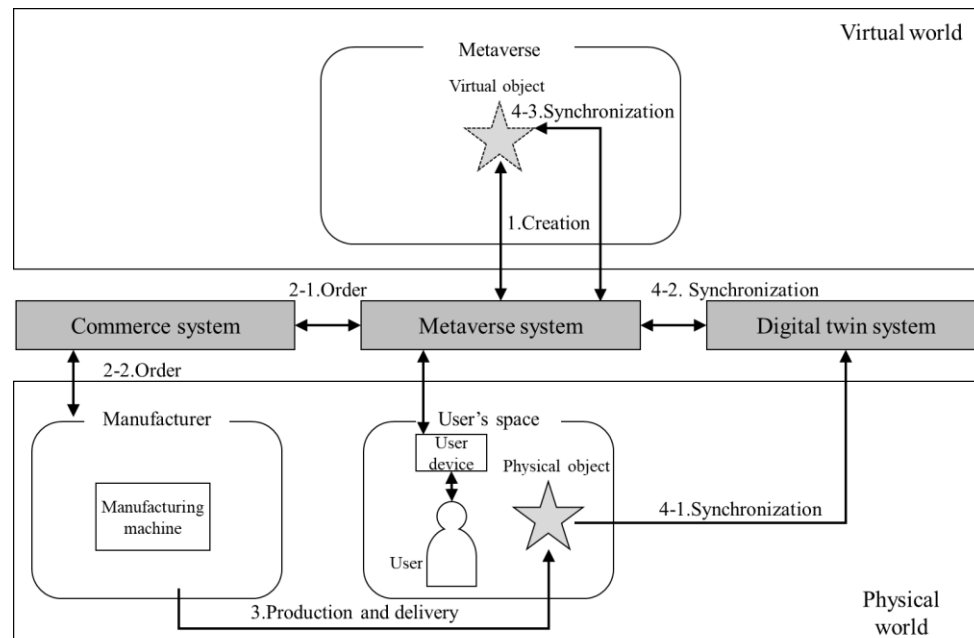 Virtual world
Metaverse
Virtual object
4-3.Synchronization
1.Creation
2-1.Order
4-2. Synchronization
Commerce system
Metaverse system
Digital twin system
2-2.Order
Manufacturer
User's space
User
device
Physical object
Manufacturing
machine
4-1.Synchronization
User
3.Production and delivery
Physical
world